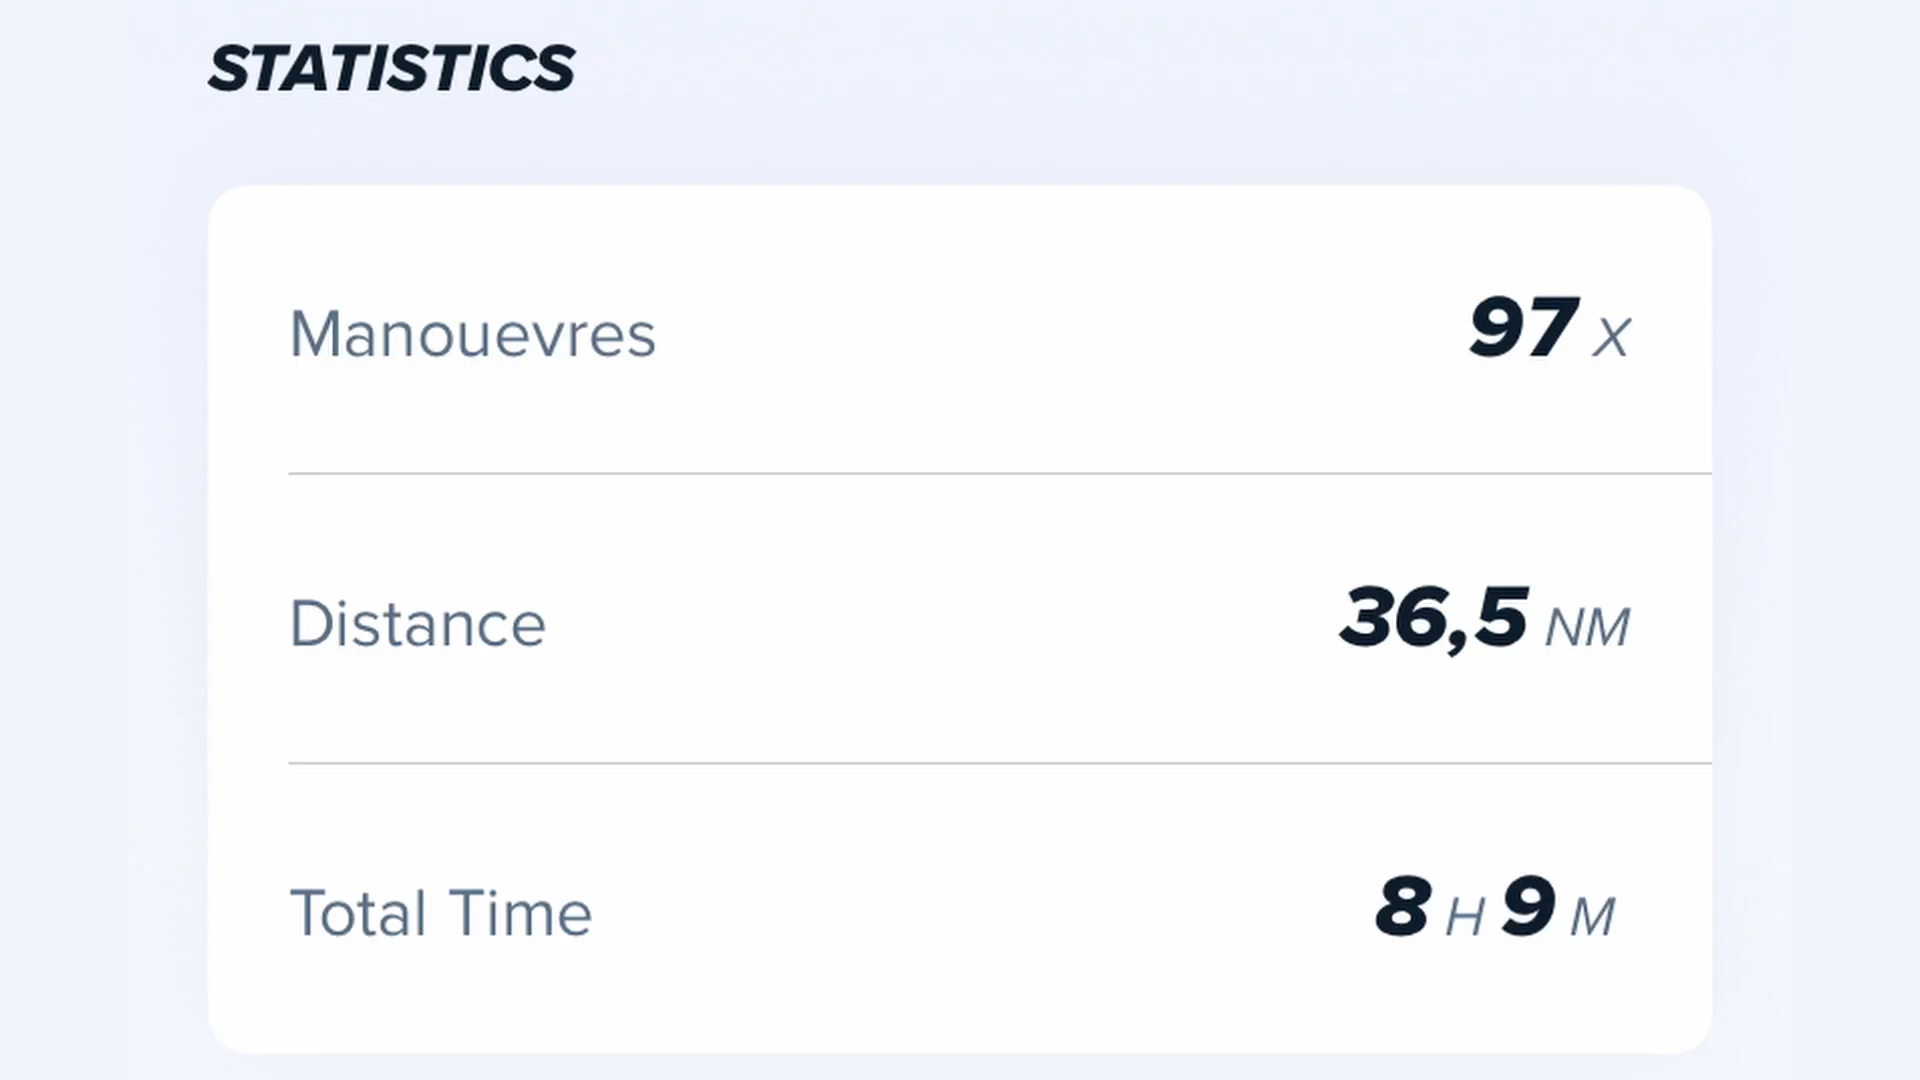 STATISTICS
Manouevres 97 X
Distance 36,5 NM
Total Time 8 H 9 M